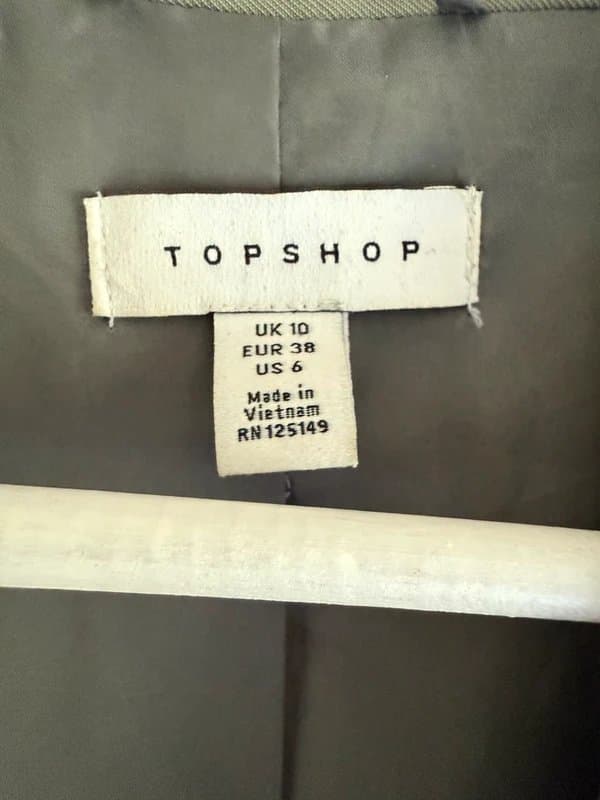 TOPSHOP
UK 10
EUR 38
US 6
Made in
Vietnam
RN 125149